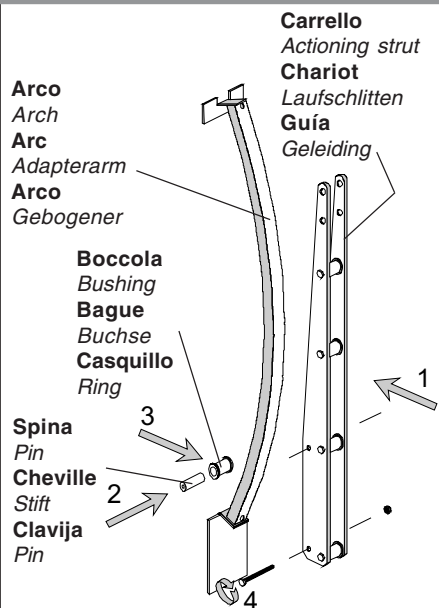 Carrello
Actioning strut
Chariot
Laufschlitten
Guía
Geleiding
Arco
Arch
Arc
Adapterarm
Arco
Gebogener
Boccola
Bushing
Bague
Buchse
Casquillo
Ring
1
3
Spina
Pin
Cheville
Stift
Clavija
Pin
2
4